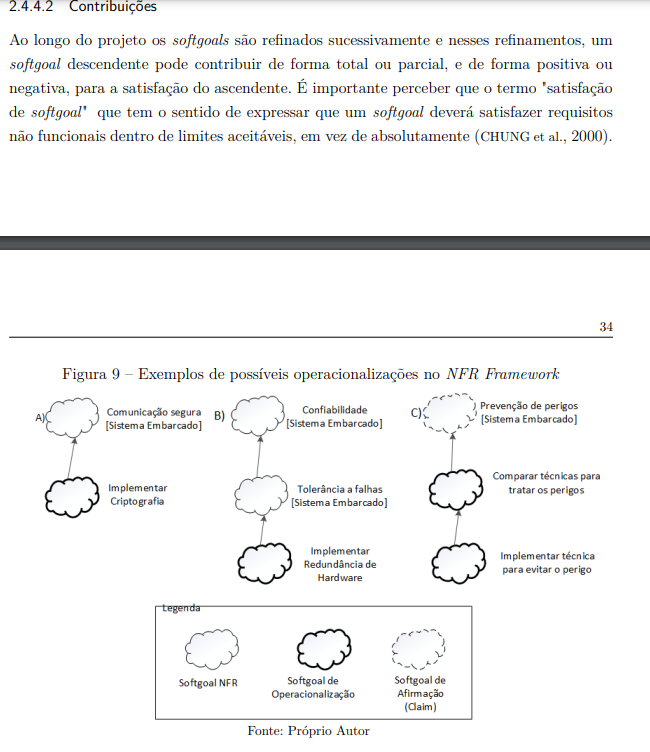 2.4.4.2 Contribuições
Ao longo do projeto os softgoals são refinados sucessivamente e nesses refinamentos, um
softgoal descendente pode contribuir de forma total ou parcial, e de forma positiva ou
negativa, para a satisfação do ascendente. É importante perceber que o termo "satisfação
de softgoal" que tem o sentido de expressar que um softgoal deverá satisfazer requisitos
não funcionais dentro de limites aceitáveis, em vez de absolutamente (CHUNG et al., 2000).
34
Figura 9 – Exemplos de possíveis operacionalizações no NFR Framework
A)
Comunicação segura
[Sistema Embarcado]
Implementar
Criptografia
B)
Confiabilidade
[Sistema Embarcado]
Tolerância a falhas
[Sistema Embarcado]
Implementar
Redundância de
Hardware
C)
Prevenção de perigos
[Sistema Embarcado]
Comparar técnicas para
tratar os perigos
Implementar técnica
para evitar o perigo
Legenda
Softgoal NFR
Softgoal de
Operacionalização
Softgoal de
Afirmação
(Claim)
Fonte: Próprio Autor